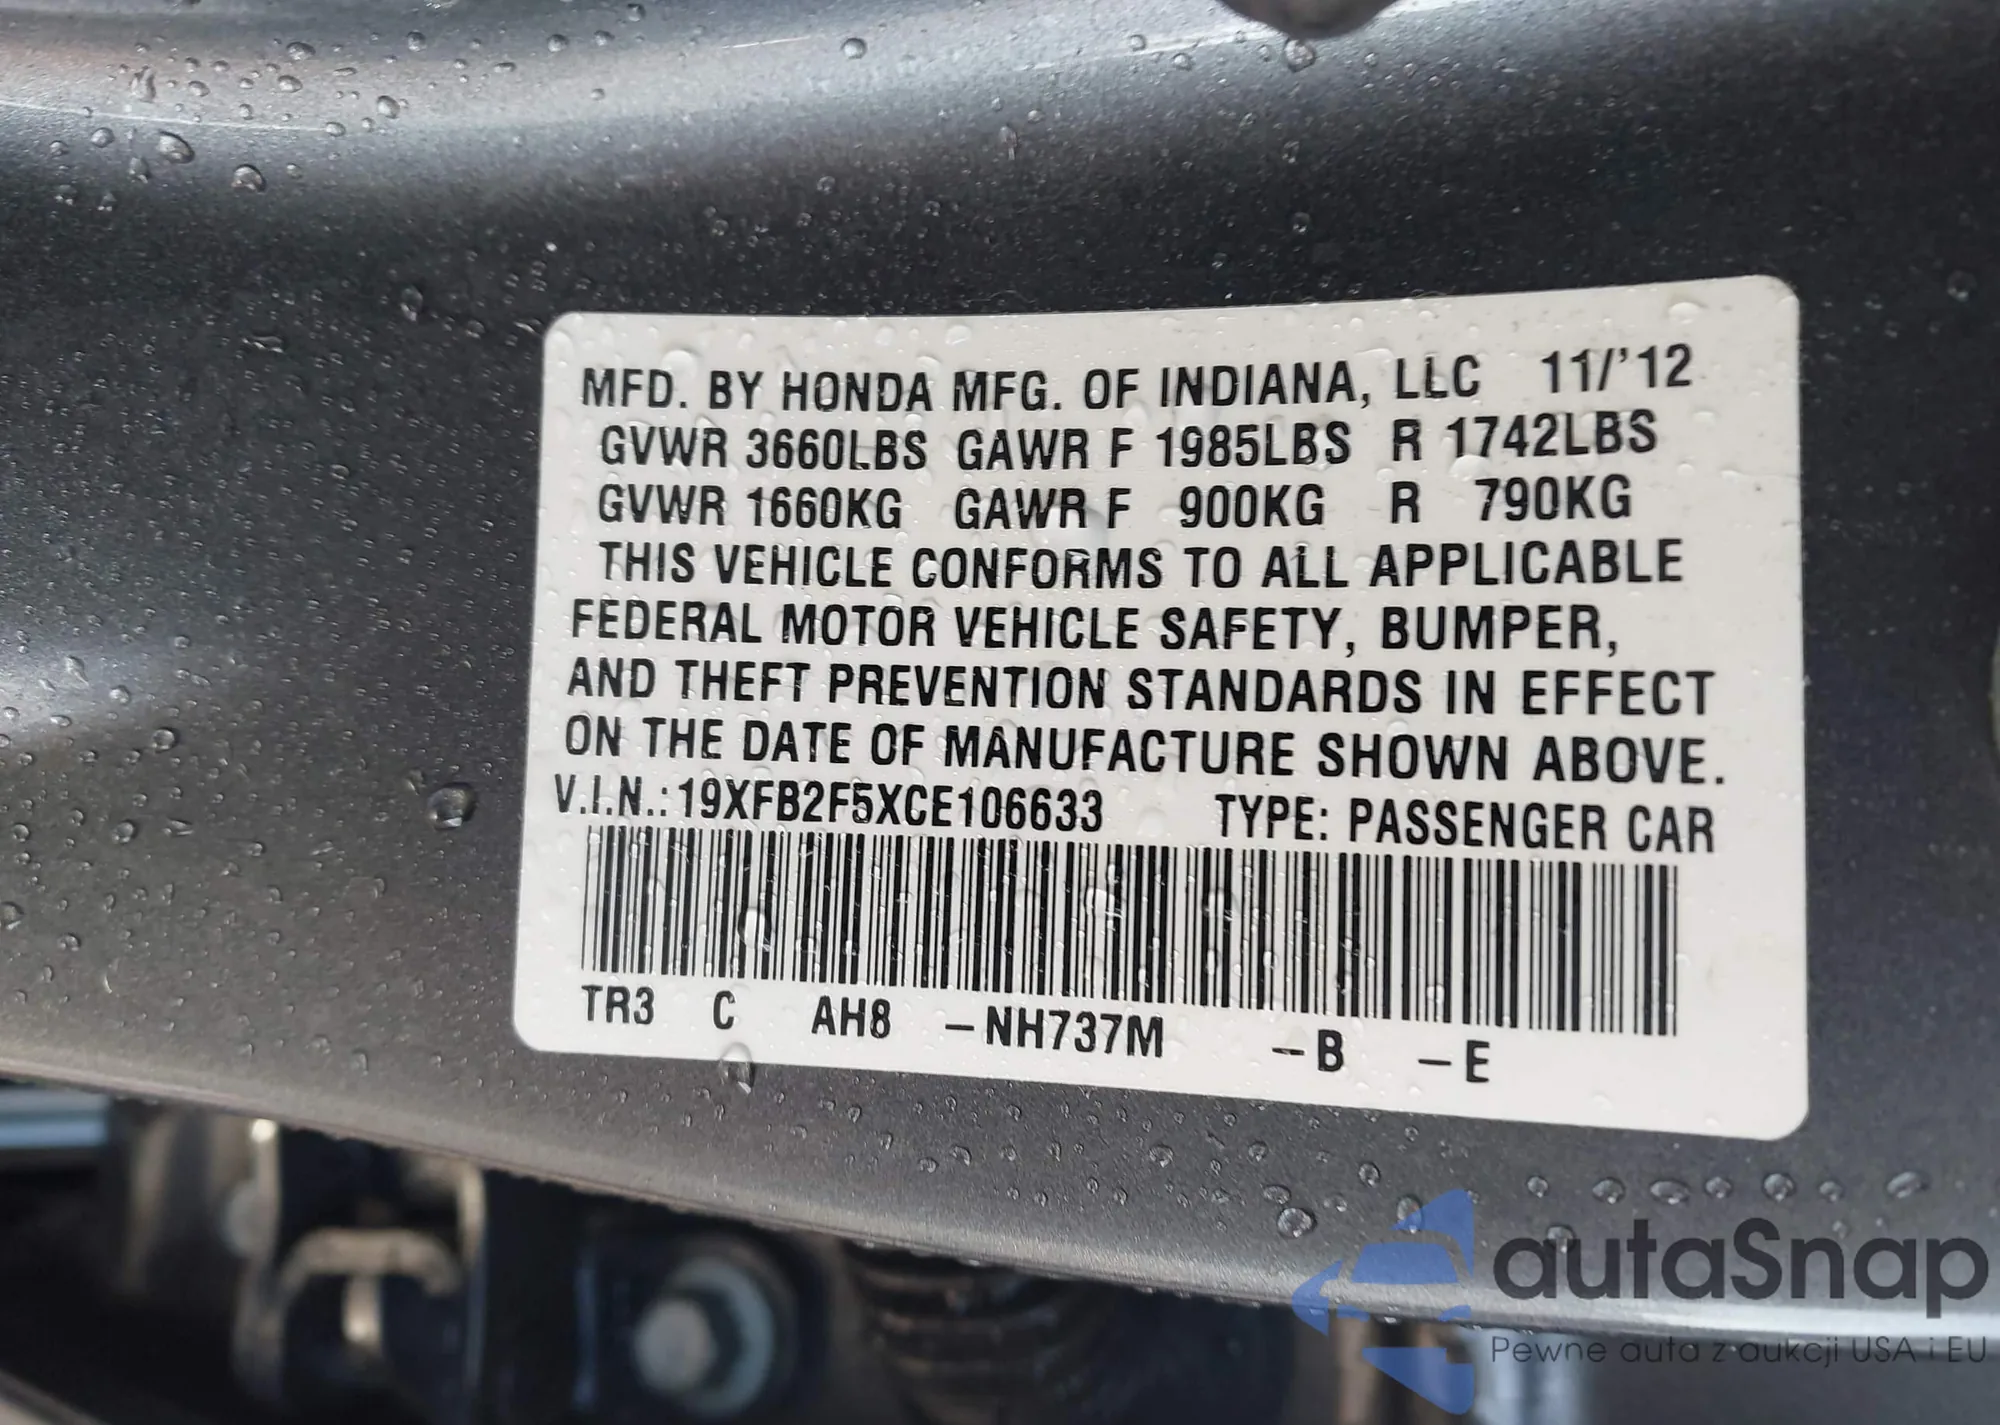 MFD. BY HONDA MFG. OF INDIANA, LLC 11/'12
GVWR 3660LBS GAWR F 1985LBS R 1742LBS
GVWR 1660KG GAWR F 900KG R 790KG
THIS VEHICLE CONFORMS TO ALL APPLICABLE
FEDERAL MOTOR VEHICLE SAFETY, BUMPER,
AND THEFT PREVENTION STANDARDS IN EFFECT
ON THE DATE OF MANUFACTURE SHOWN ABOVE.
V.I.N.: 19XFB2F5XCE106633 TYPE: PASSENGER CAR
TR3 C AH8 –NH737M –B –E
autaSnap
Pewne auta z aukcji USA i EU